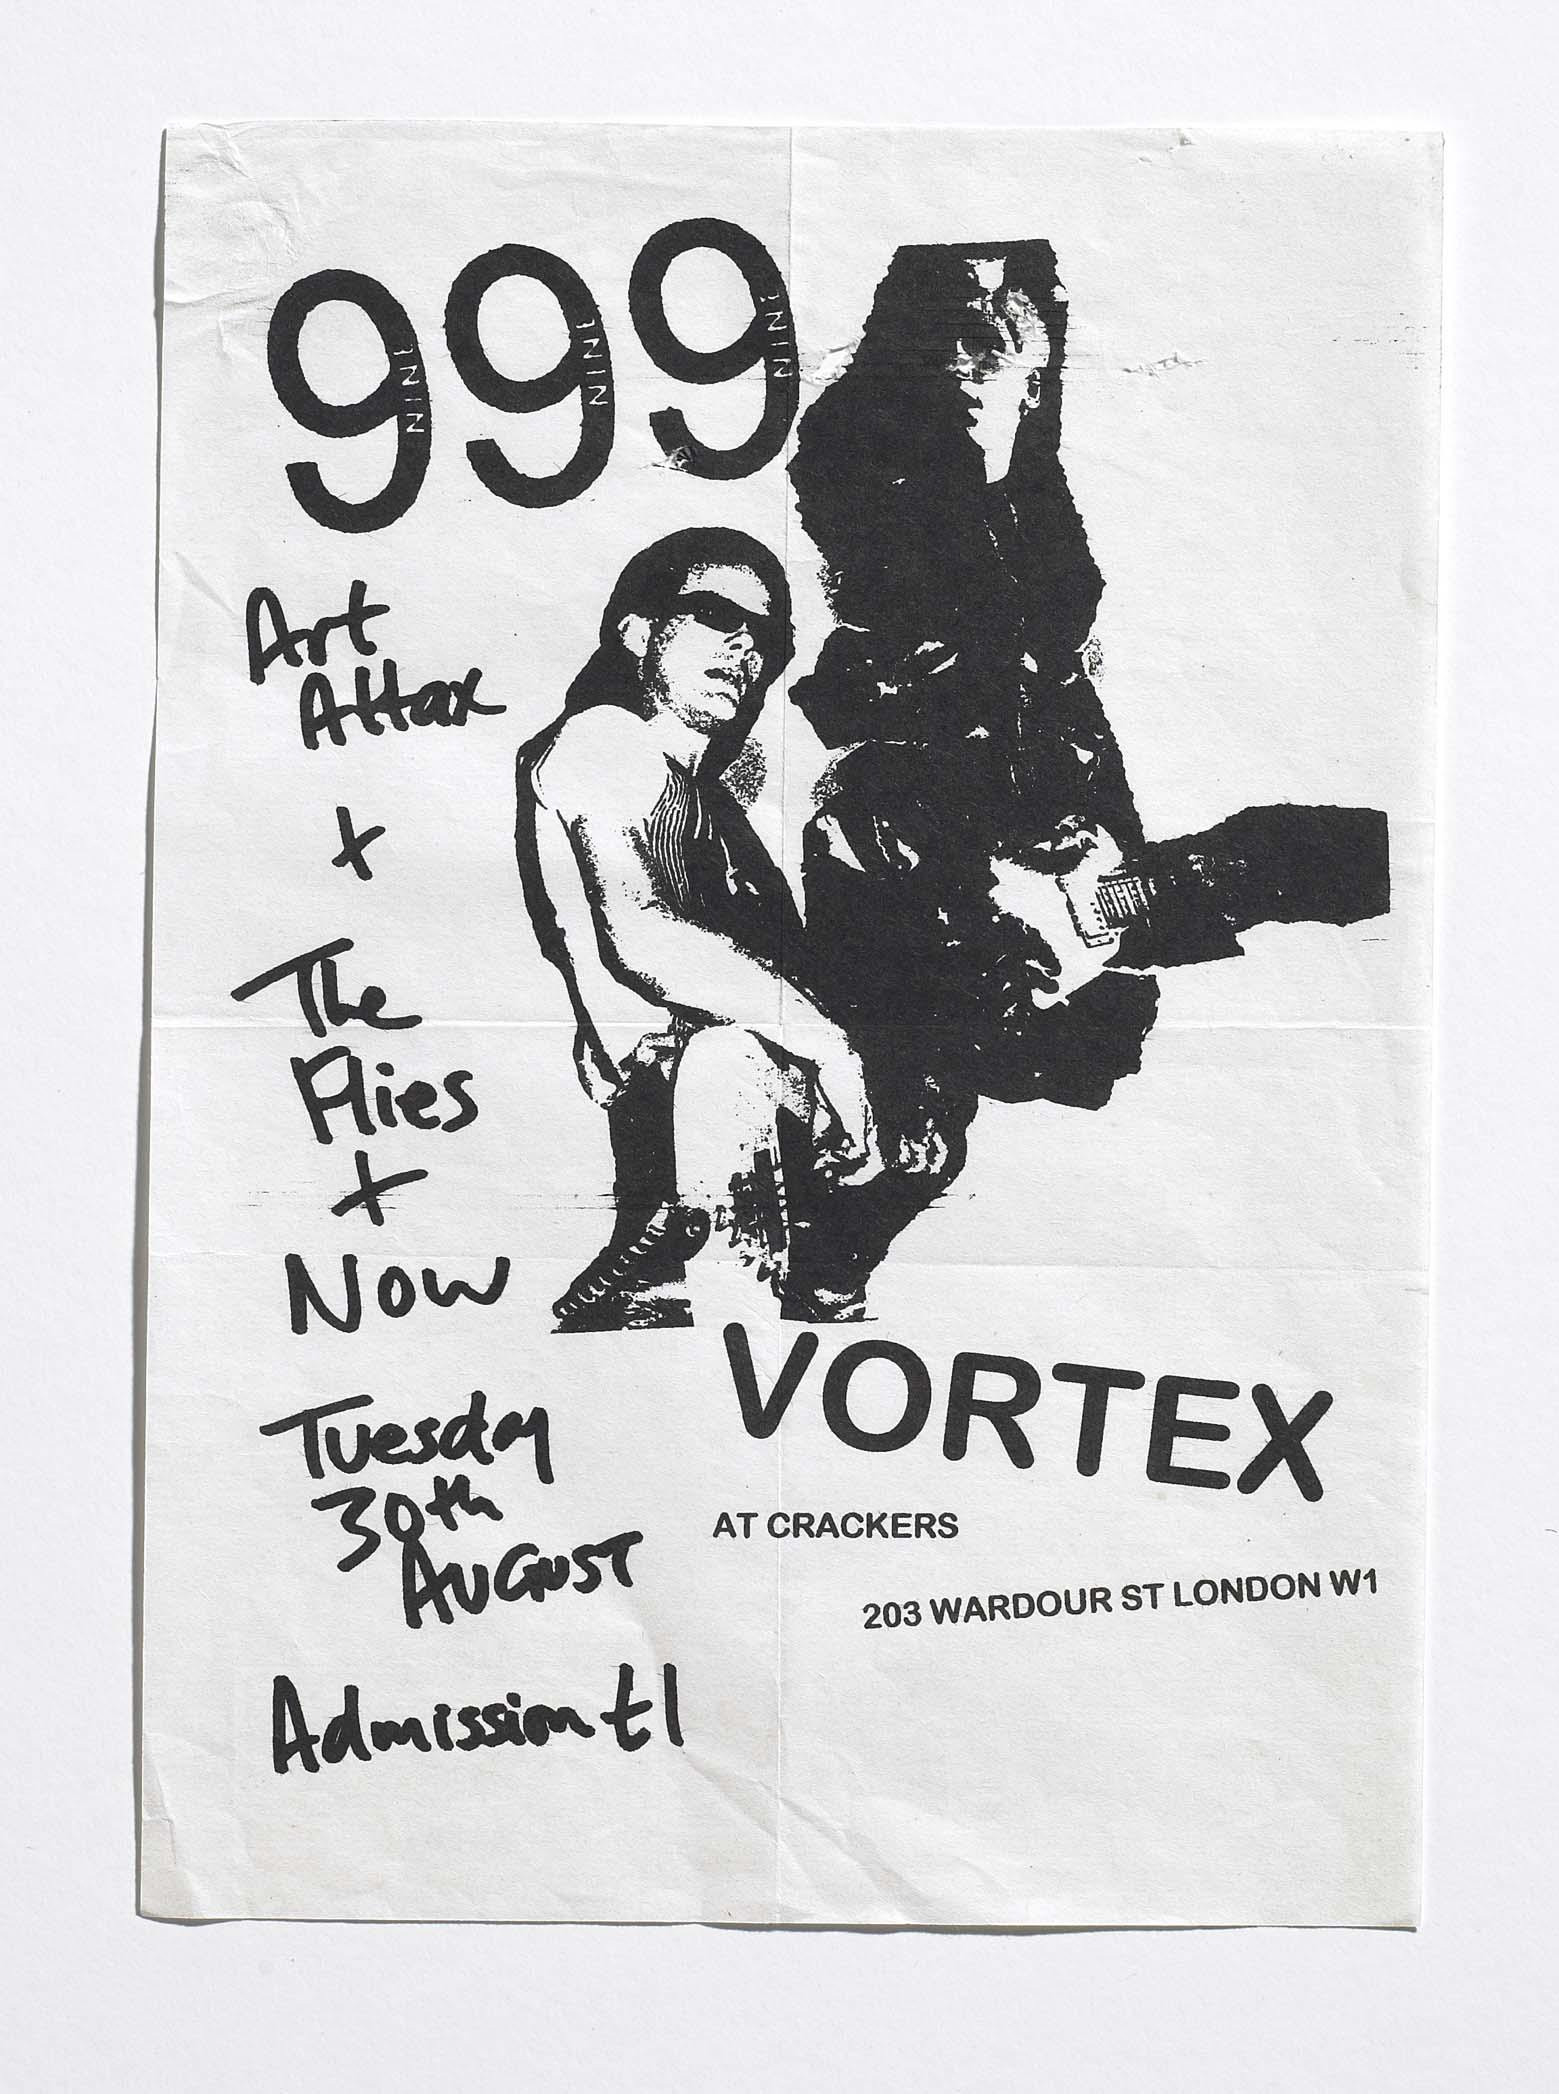 999
NINE NINE NINE
Art
Attax
+
The
Flies
+
Now
Tuesday
30th
AUGUST
Admission £1
VORTEX
AT CRACKERS
203 WARDOUR ST LONDON W1